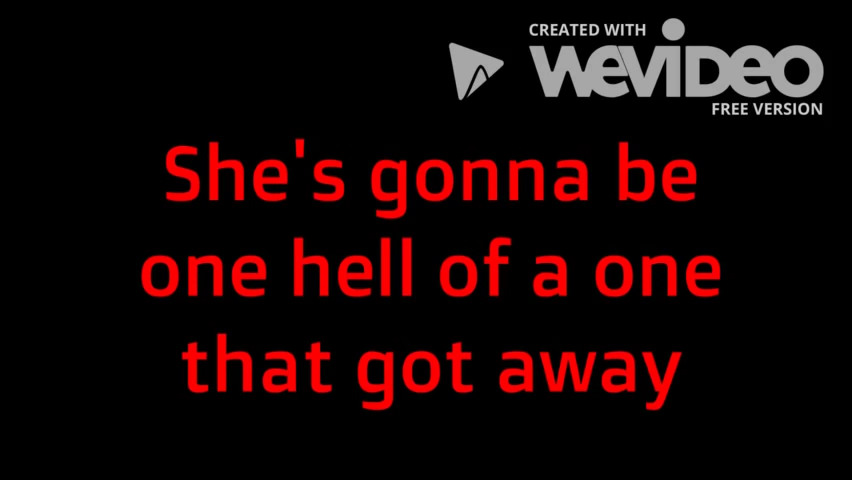 CREATED WITH
WEVIDEO
FREE VERSION
She's gonna be
one hell of a one
that got away